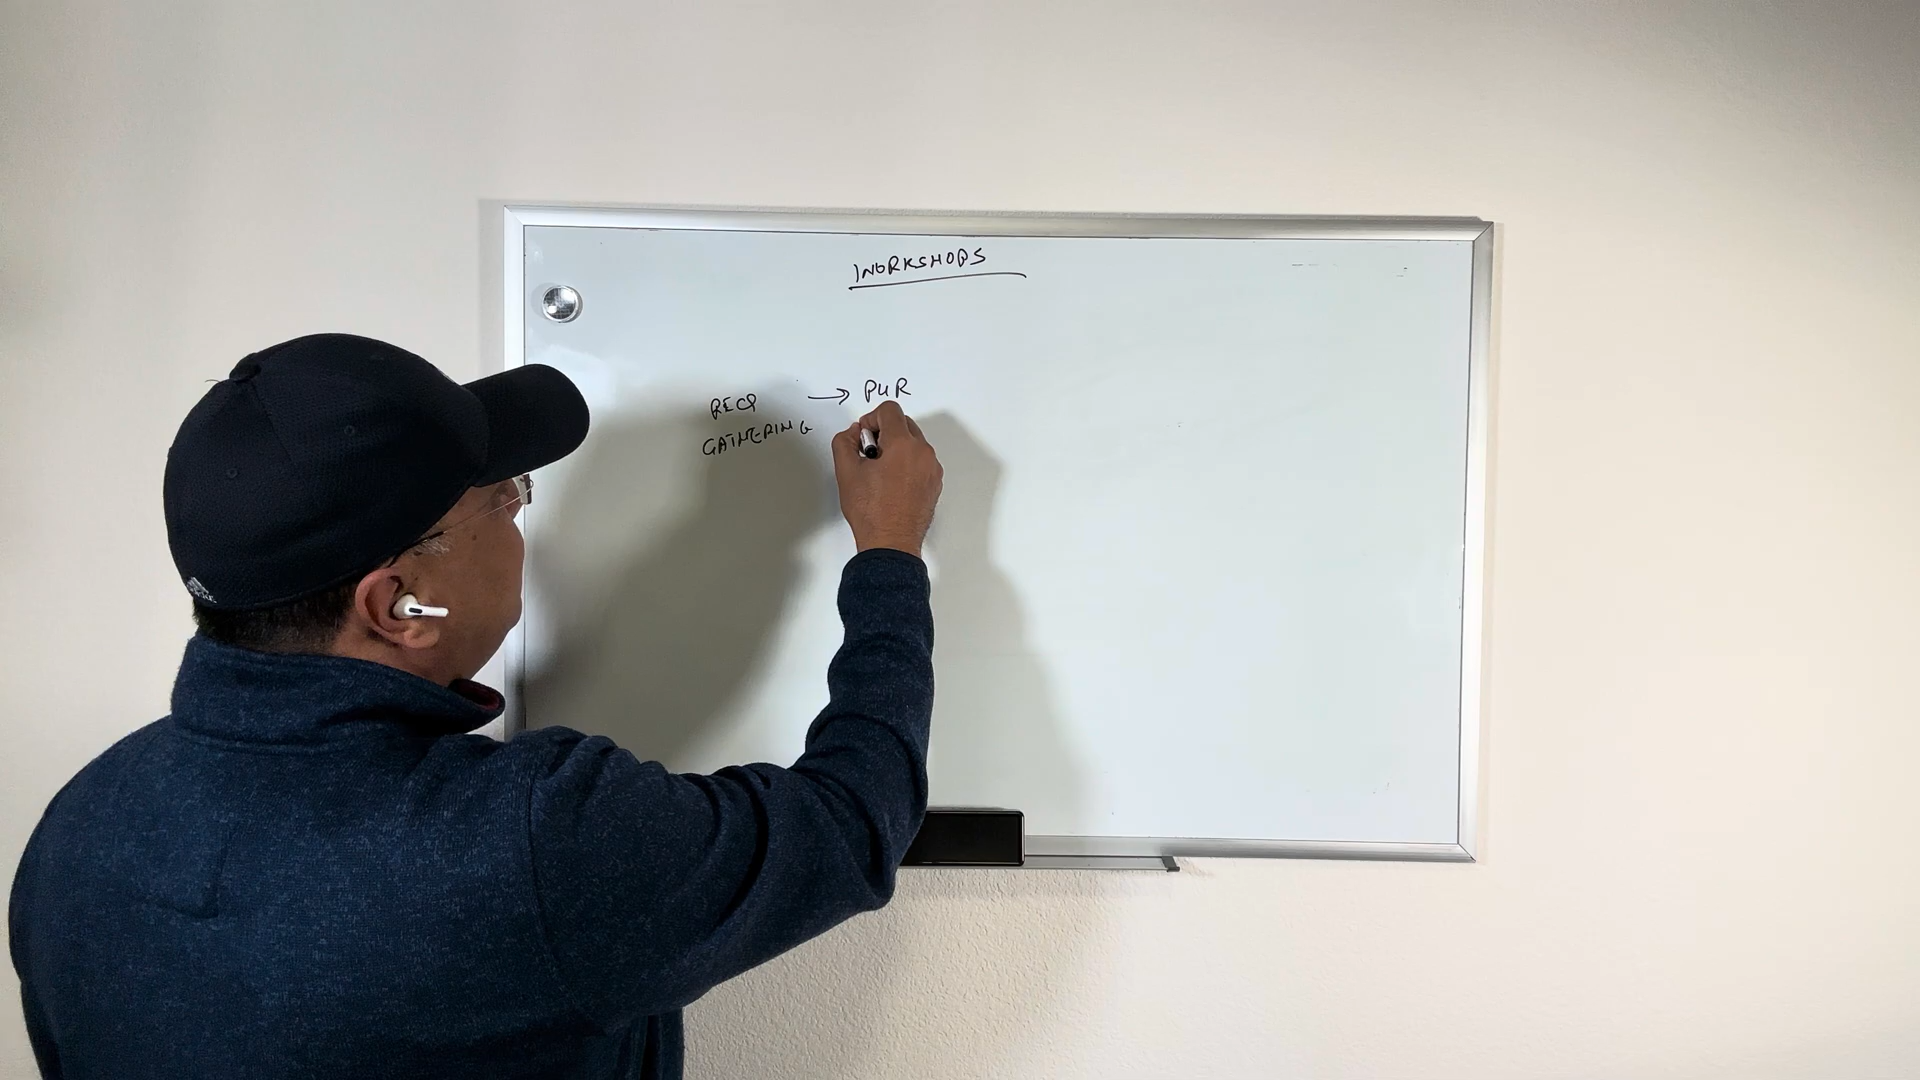 WORKSHOPS
REQ → PUR
GATHERING